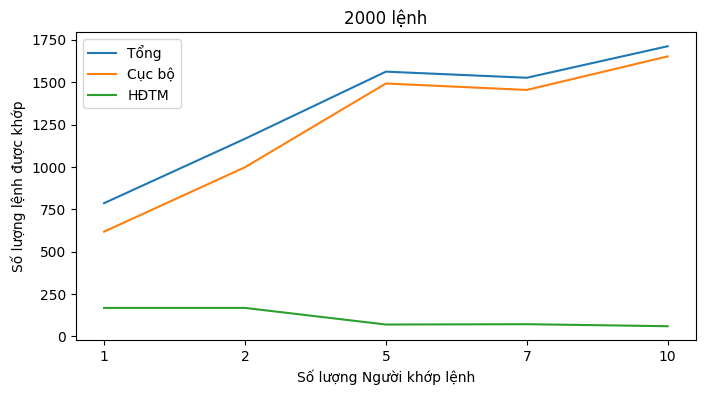 2000 lệnh
Tổng
Cục bộ
HĐTM
Số lượng lệnh được khớp
1750
1500
1250
1000
750
500
250
0
1 2 5 7 10
Số lượng Người khớp lệnh